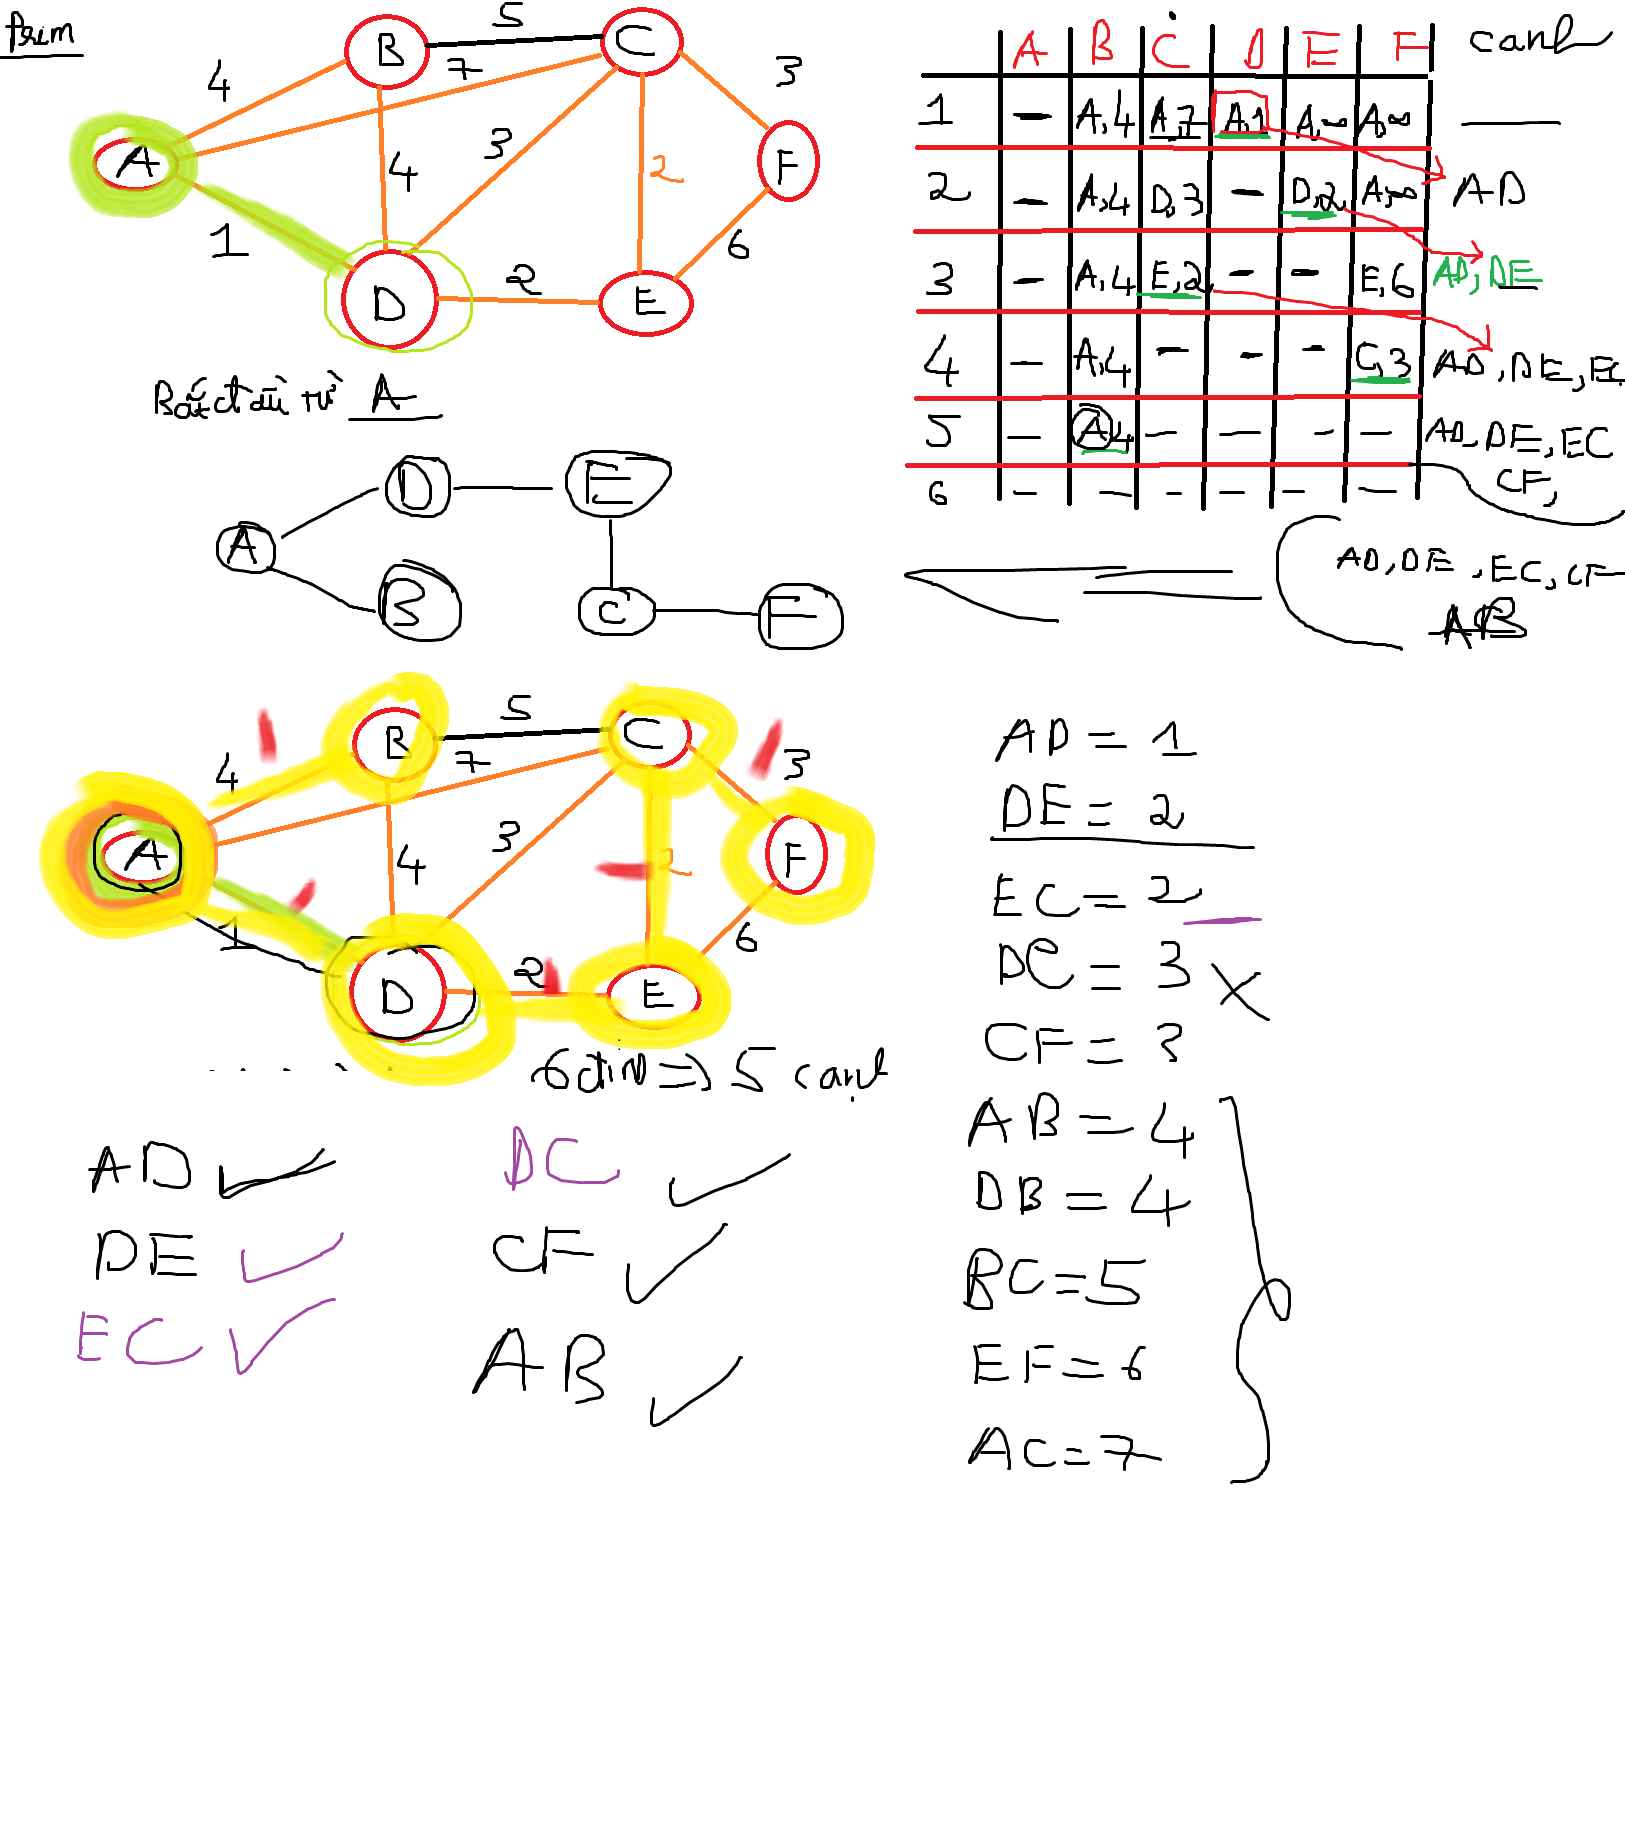 Prim
5
B
C
4
7
3
A
4
3
2
F
1
6
D
2
E
Bắt đầu từ A
A B C D E F cạnh
1 - A,4 A,7 A,1 A,∞ A,∞ —
2 - A,4 D,3 - D,2 A,∞ AD
3 - A,4 E,2 - - E,6 AD, DE
4 - A,4 - - - C,3 AD, DE, EC
5 - A,4 - - - - AD, DE, EC
CF,
6 - - - - - -
AD, DE, EC, CF
AB
D
E
A
B
C
F
5
B
C
4
7
3
A
4
3
2
F
1
6
D
2
E
6 đỉnh => 5 cạnh
AD
DE
EC
DC
CF
AB
AD = 1
DE = 2
EC = 2
DC = 3 X
CF = 3
AB = 4
DB = 4
BC = 5
EF = 6
AC = 7